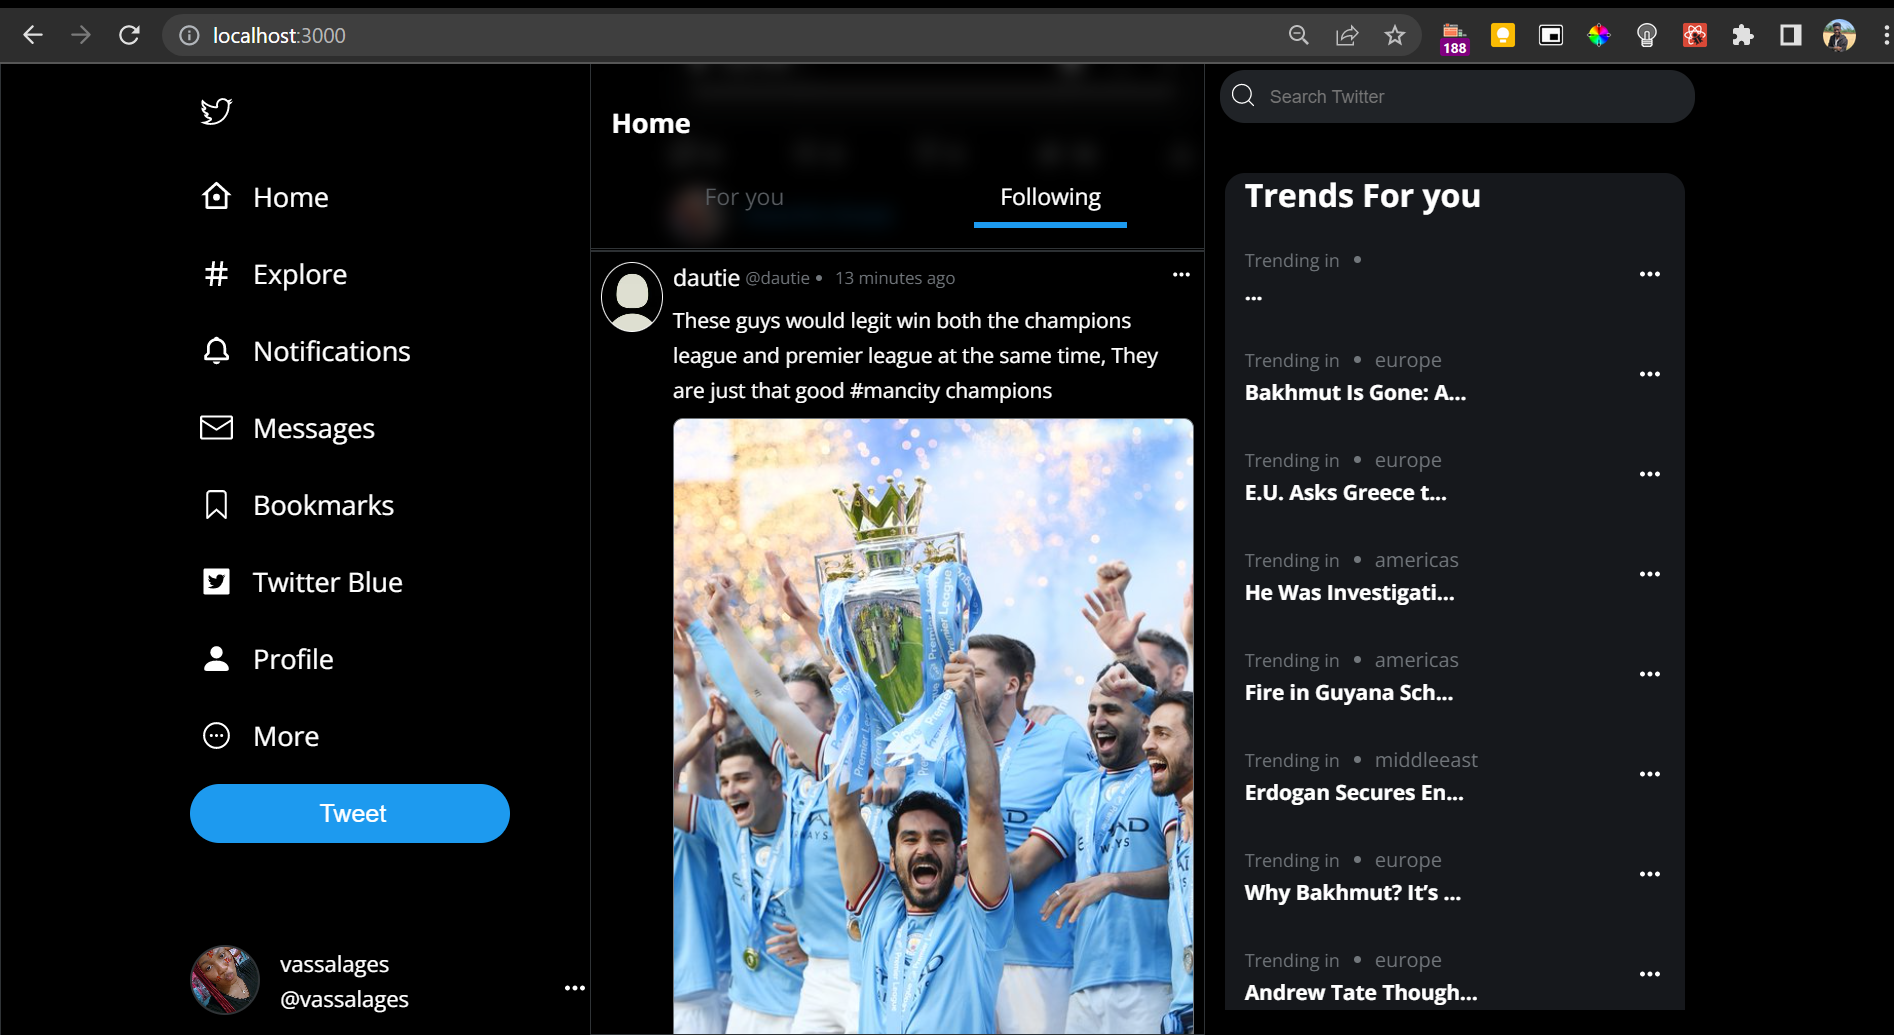 localhost:3000
188
Home
Explore
Notifications
Messages
Bookmarks
Twitter Blue
Profile
More
Tweet
vassalages
@vassalages
Home
For you
Following
dautie @dautie • 13 minutes ago
These guys would legit win both the champions
league and premier league at the same time, They
are just that good #mancity champions
Premier League
Search Twitter
Trends For you
Trending in •
...
Trending in • europe
Bakhmut Is Gone: A...
Trending in • europe
E.U. Asks Greece t...
Trending in • americas
He Was Investigati...
Trending in • americas
Fire in Guyana Sch...
Trending in • middleeast
Erdogan Secures En...
Trending in • europe
Why Bakhmut? It’s ...
Trending in • europe
Andrew Tate Though...